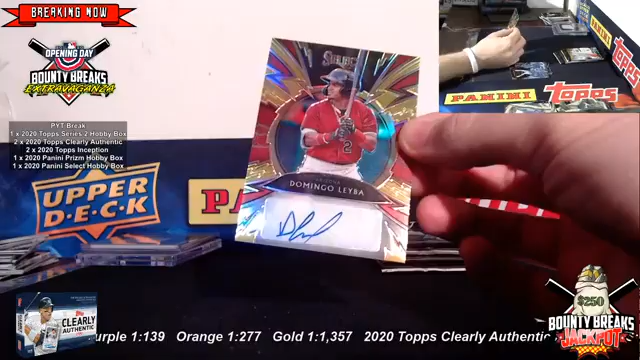 BREAKING NOW
OPENING DAY
BOUNTY BREAKS
EXTRAVAGANZA
PYT Break
1 x 2020 Topps Series 2 Hobby Box
2 x 2020 Topps Clearly Authentic
2 x 2020 Topps Inception
1 x 2020 Panini Prizm Hobby Box
1 x 2020 Panini Select Hobby Box
UPPER
D·E·C·K
PA
SELECT
2
DOMINGO LEYBA
PANINI
topps
CLEARLY
AUTHENTIC
urple 1:139 Orange 1:277 Gold 1:1,357 2020 Topps Clearly Authentic
$250
BOUNTY BREAKS
JACKPOT